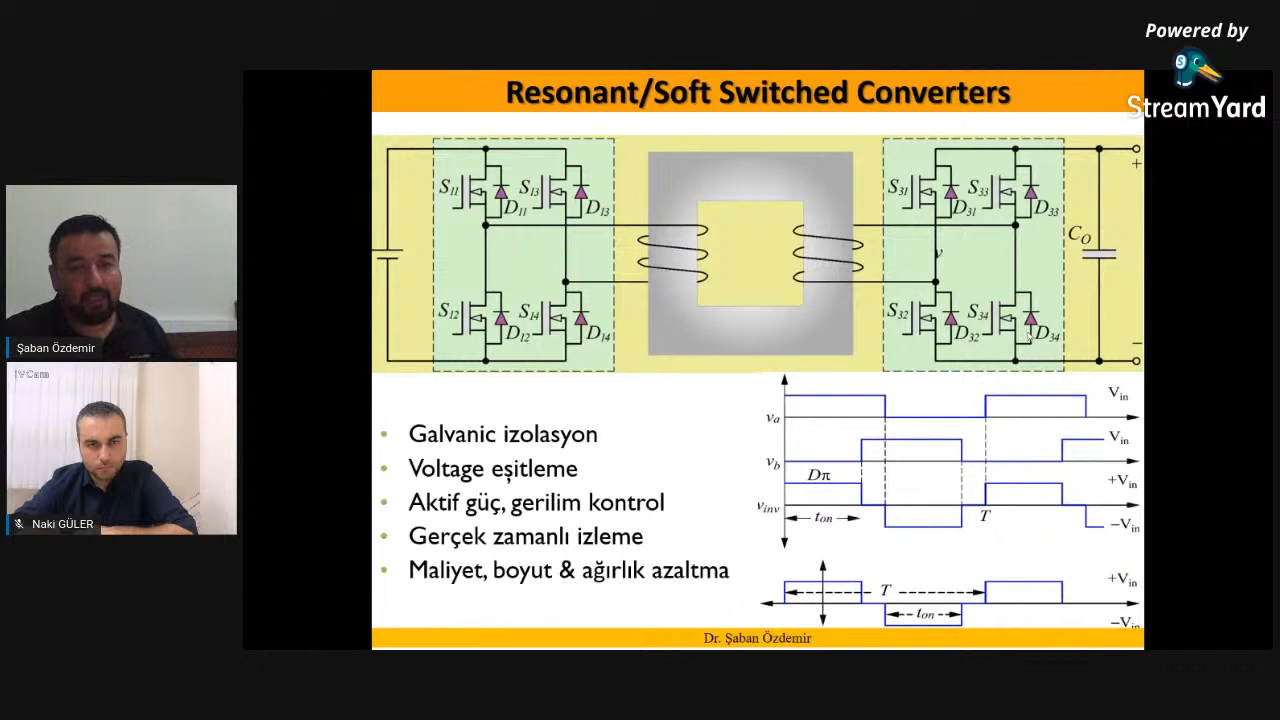 Powered by
StreamYard
Resonant/Soft Switched Converters
S11
D11
S13
D13
S31
D31
S33
D33
v
CO
+
S12
D12
S14
D14
S32
D32
S34
D34
−
Şaban Özdemir
IVCam
Naki GÜLER
• Galvanic izolasyon
• Voltage eşitleme
• Aktif güç, gerilim kontrol
• Gerçek zamanlı izleme
• Maliyet, boyut & ağırlık azaltma
va
Vin
vb
Vin
Dπ
+Vin
vinv
ton
T
−Vin
+Vin
T
ton
−Vin
Dr. Şaban Özdemir